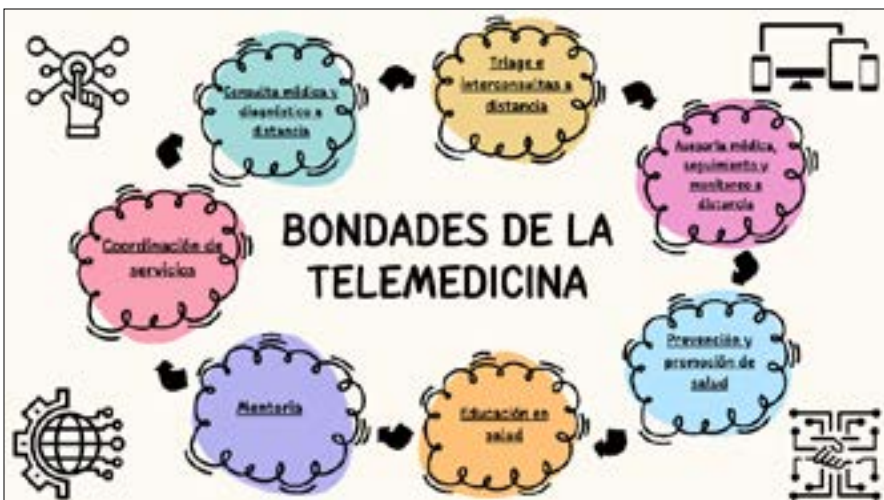 BONDADES DE LA
TELEMEDICINA
Consulta médica y
diagnóstico a
distancia
Triage e
interconsultas a
distancia
Asesoría médica,
seguimiento y
monitoreo a
distancia
Prevención y
promoción de
salud
Educación en
salud
Mentoría
Coordinación de
servicios